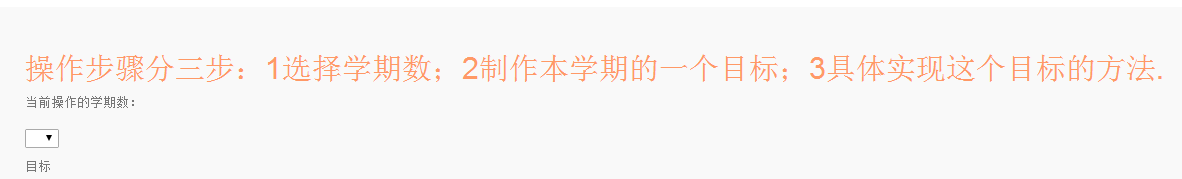 操作步骤分三步：1选择学期数；2制作本学期的一个目标；3具体实现这个目标的方法.
当前操作的学期数：
目标